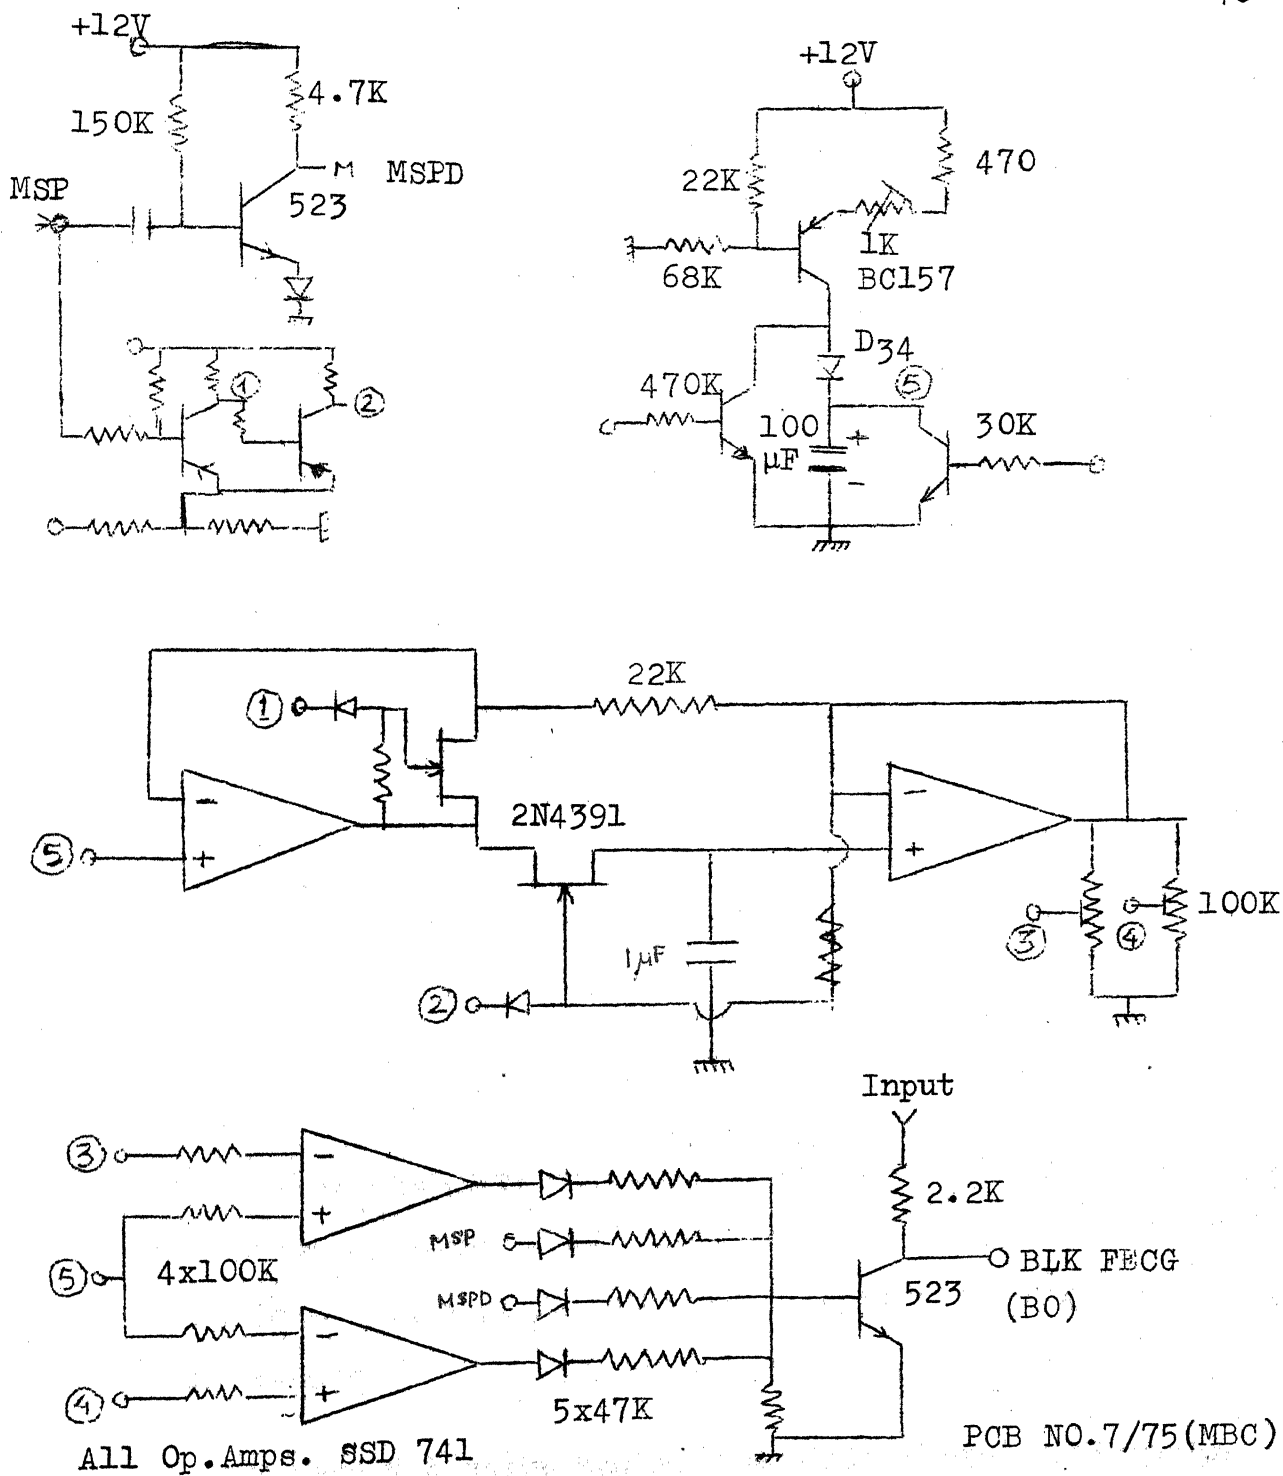 +12V
4.7K
150K
MSPD
MSP
523
①
②
+12V
470
22K
1K
68K
BC157
D34
⑤
470K
100
µF
+
-
30K
22K
①
2N4391
-
+
⑤
-
+
100K
③
④
1µF
②
Input
③
-
+
2.2K
MSP
⑤
4x100K
BLK FECG
(BO)
MSPD
523
-
+
④
5x47K
All Op.Amps. SSD 741
PCB NO.7/75(MBC)